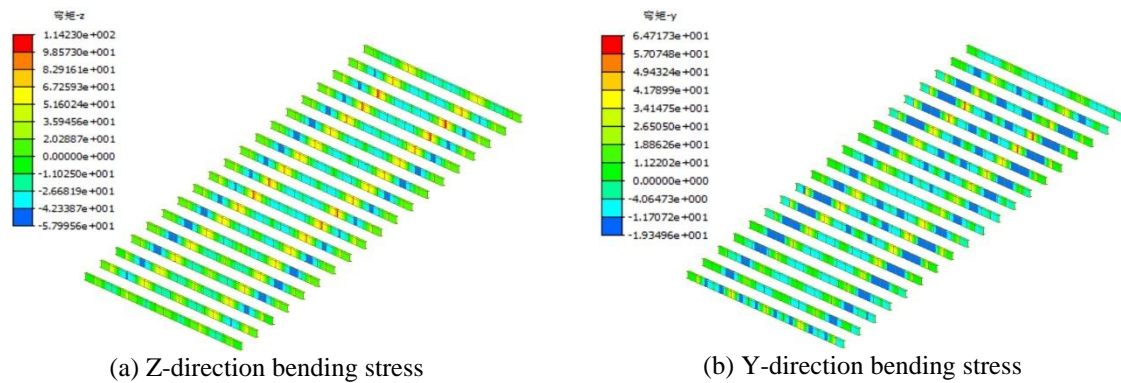 弯矩-z
1.14230e+002
9.85730e+001
8.29161e+001
6.72593e+001
5.16024e+001
3.59456e+001
2.02887e+001
0.00000e+000
-1.10250e+001
-2.66819e+001
-4.23387e+001
-5.79956e+001
(a) Z-direction bending stress
弯矩-y
6.47173e+001
5.70748e+001
4.94324e+001
4.17899e+001
3.41475e+001
2.65050e+001
1.88626e+001
1.12202e+001
0.00000e+000
-4.06473e+000
-1.17072e+001
-1.93496e+001
(b) Y-direction bending stress